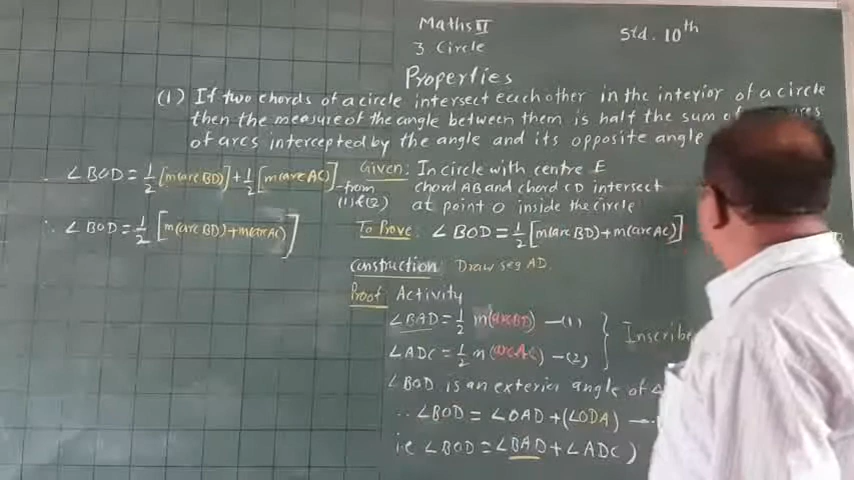 Maths II
Std. 10th
3 Circle
Properties
(1) If two chords of a circle intersect each other in the interior of a circle
then the measure of the angle between them is half the sum of
of arcs intercepted by the angle and its opposite angle
Given: In circle with centre E
chord AB and chord CD intersect
at point O inside the circle
To Prove: ∠BOD = 1/2 [m(arc BD) + m(arc AC)]
Construction Draw seg AD.
Proof Activity
∠BAD = 1/2 m(arc BD) —(1)
∠ADC = 1/2 m(arc AC) —(2)
∠BOD is an exterior angle of
∴ ∠BOD = ∠OAD + (∠ODA)
i.e ∠BOD = ∠BAD + ∠ADC )
∠BOD = 1/2 [m(arc BD)] + 1/2 [m(arc AC)] - from (1) & (2)
∴ ∠BOD = 1/2 [m(arc BD) + m(arc AC)]